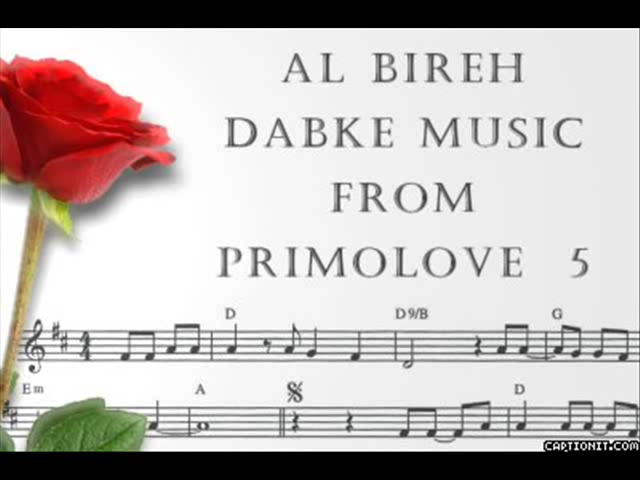 AL BIREH
DABKE MUSIC
FROM
PRIMOLOVE 5
D D9/B G
Em A D
CAPTIONIT.COM